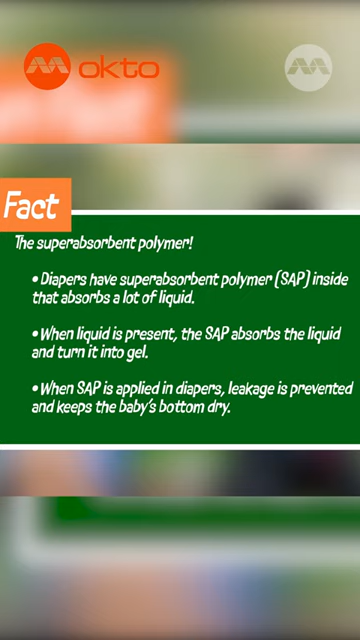 okto
Fact
The superabsorbent polymer!
• Diapers have superabsorbent polymer (SAP) inside
that absorbs a lot of liquid.
• When liquid is present, the SAP absorbs the liquid
and turn it into gel.
• When SAP is applied in diapers, leakage is prevented
and keeps the baby's bottom dry.